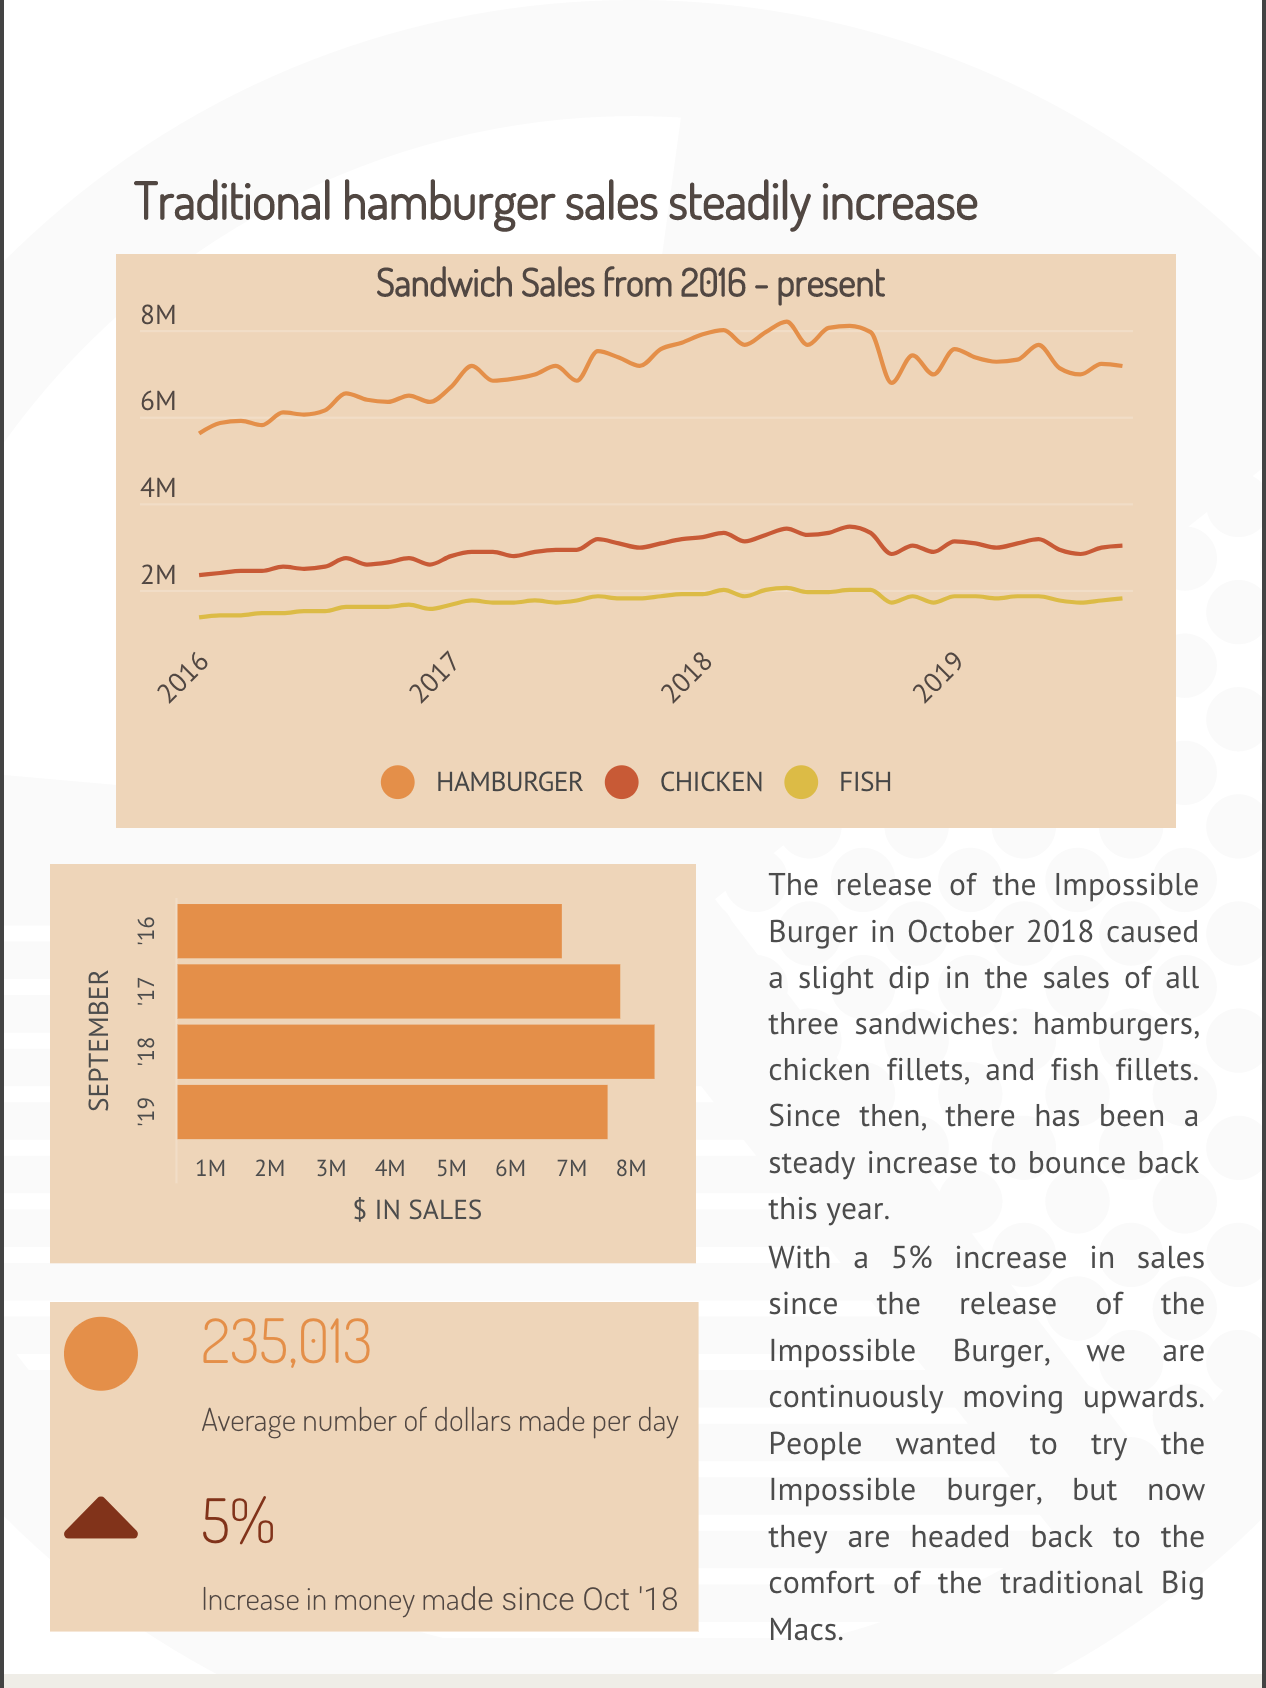 Traditional hamburger sales steadily increase
Sandwich Sales from 2016 - present
8M
6M
4M
2M
2016
2017
2018
2019
HAMBURGER
CHICKEN
FISH
SEPTEMBER
'16
'17
'18
'19
1M
2M
3M
4M
5M
6M
7M
8M
$ IN SALES
235,013
Average number of dollars made per day
5%
Increase in money made since Oct '18
The release of the Impossible
Burger in October 2018 caused
a slight dip in the sales of all
three sandwiches: hamburgers,
chicken fillets, and fish fillets.
Since then, there has been a
steady increase to bounce back
this year.
With a 5% increase in sales
since the release of the
Impossible Burger, we are
continuously moving upwards.
People wanted to try the
Impossible burger, but now
they are headed back to the
comfort of the traditional Big
Macs.